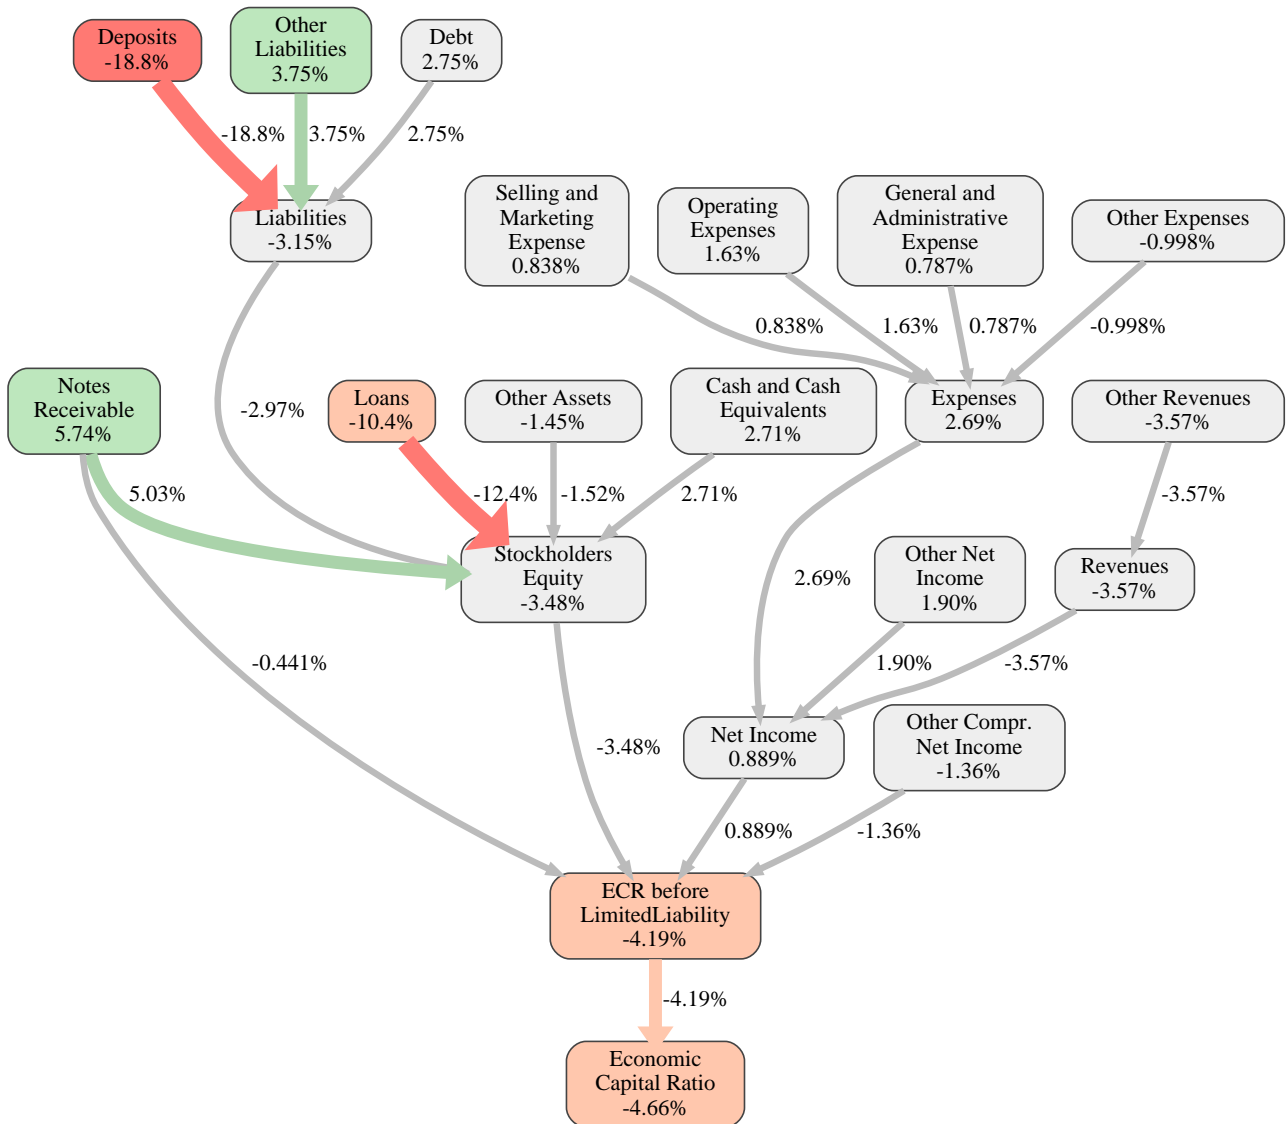 Deposits
-18.8%
Other
Liabilities
3.75%
Debt
2.75%
-18.8%
3.75%
2.75%
Liabilities
-3.15%
Selling and
Marketing
Expense
0.838%
Operating
Expenses
1.63%
General and
Administrative
Expense
0.787%
Other Expenses
-0.998%
0.838%
1.63%
0.787%
-0.998%
Notes
Receivable
5.74%
-2.97%
Loans
-10.4%
Other Assets
-1.45%
Cash and Cash
Equivalents
2.71%
Expenses
2.69%
Other Revenues
-3.57%
5.03%
-12.4%
-1.52%
2.71%
-3.57%
Stockholders
Equity
-3.48%
2.69%
Other Net
Income
1.90%
Revenues
-3.57%
-0.441%
1.90%
-3.57%
-3.48%
Net Income
0.889%
Other Compr.
Net Income
-1.36%
0.889%
-1.36%
ECR before
LimitedLiability
-4.19%
-4.19%
Economic
Capital Ratio
-4.66%